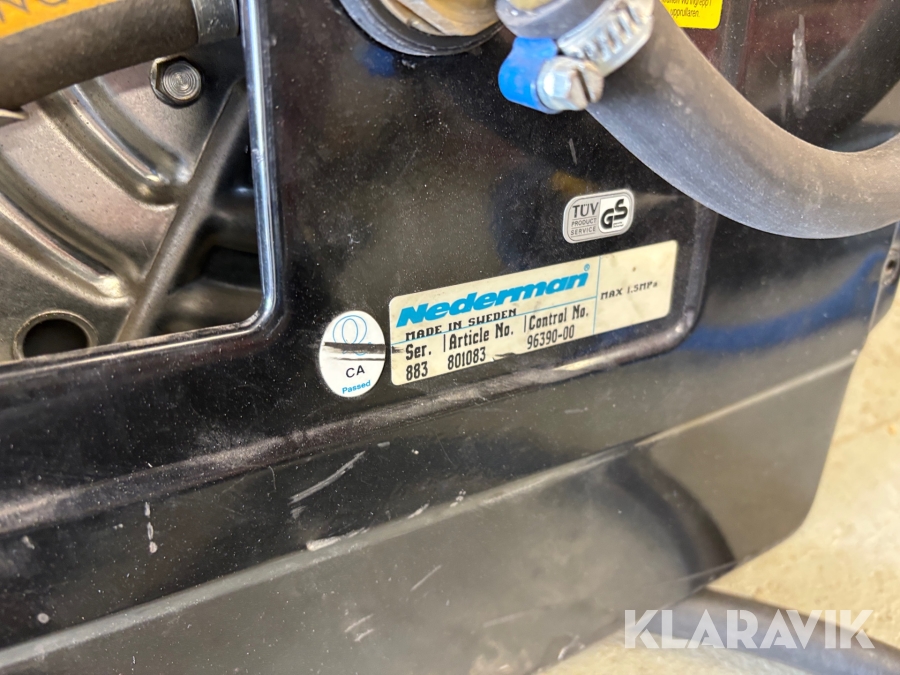 upprullaren.
TÜV
PRODUCT
SERVICE
GS
Nederman®
MADE IN SWEDEN
MAX 1.5MPa
Ser. Article No. Control No.
883 801083 96390-00
Q
CA
Passed
KLARAVIK